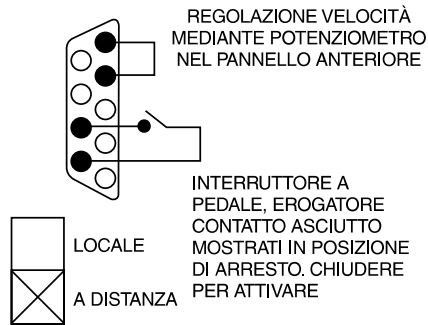 REGOLAZIONE VELOCITÀ
MEDIANTE POTENZIOMETRO
NEL PANNELLO ANTERIORE
INTERRUTTORE A
PEDALE, EROGATORE
CONTATTO ASCIUTTO
MOSTRATI IN POSIZIONE
DI ARRESTO. CHIUDERE
PER ATTIVARE
LOCALE
A DISTANZA